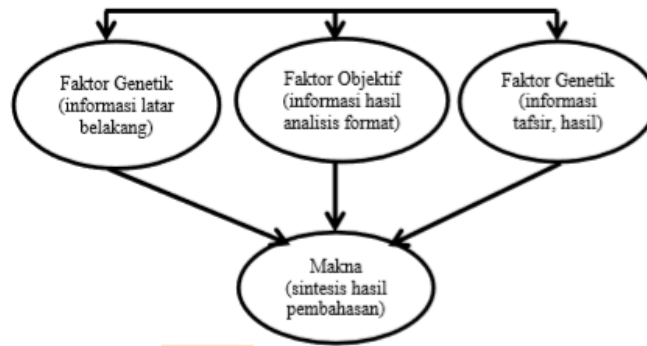 Faktor Genetik
(informasi latar
belakang)
Faktor Objektif
(informasi hasil
analisis format)
Faktor Genetik
(informasi
tafsir, hasil)
Makna
(sintesis hasil
pembahasan)